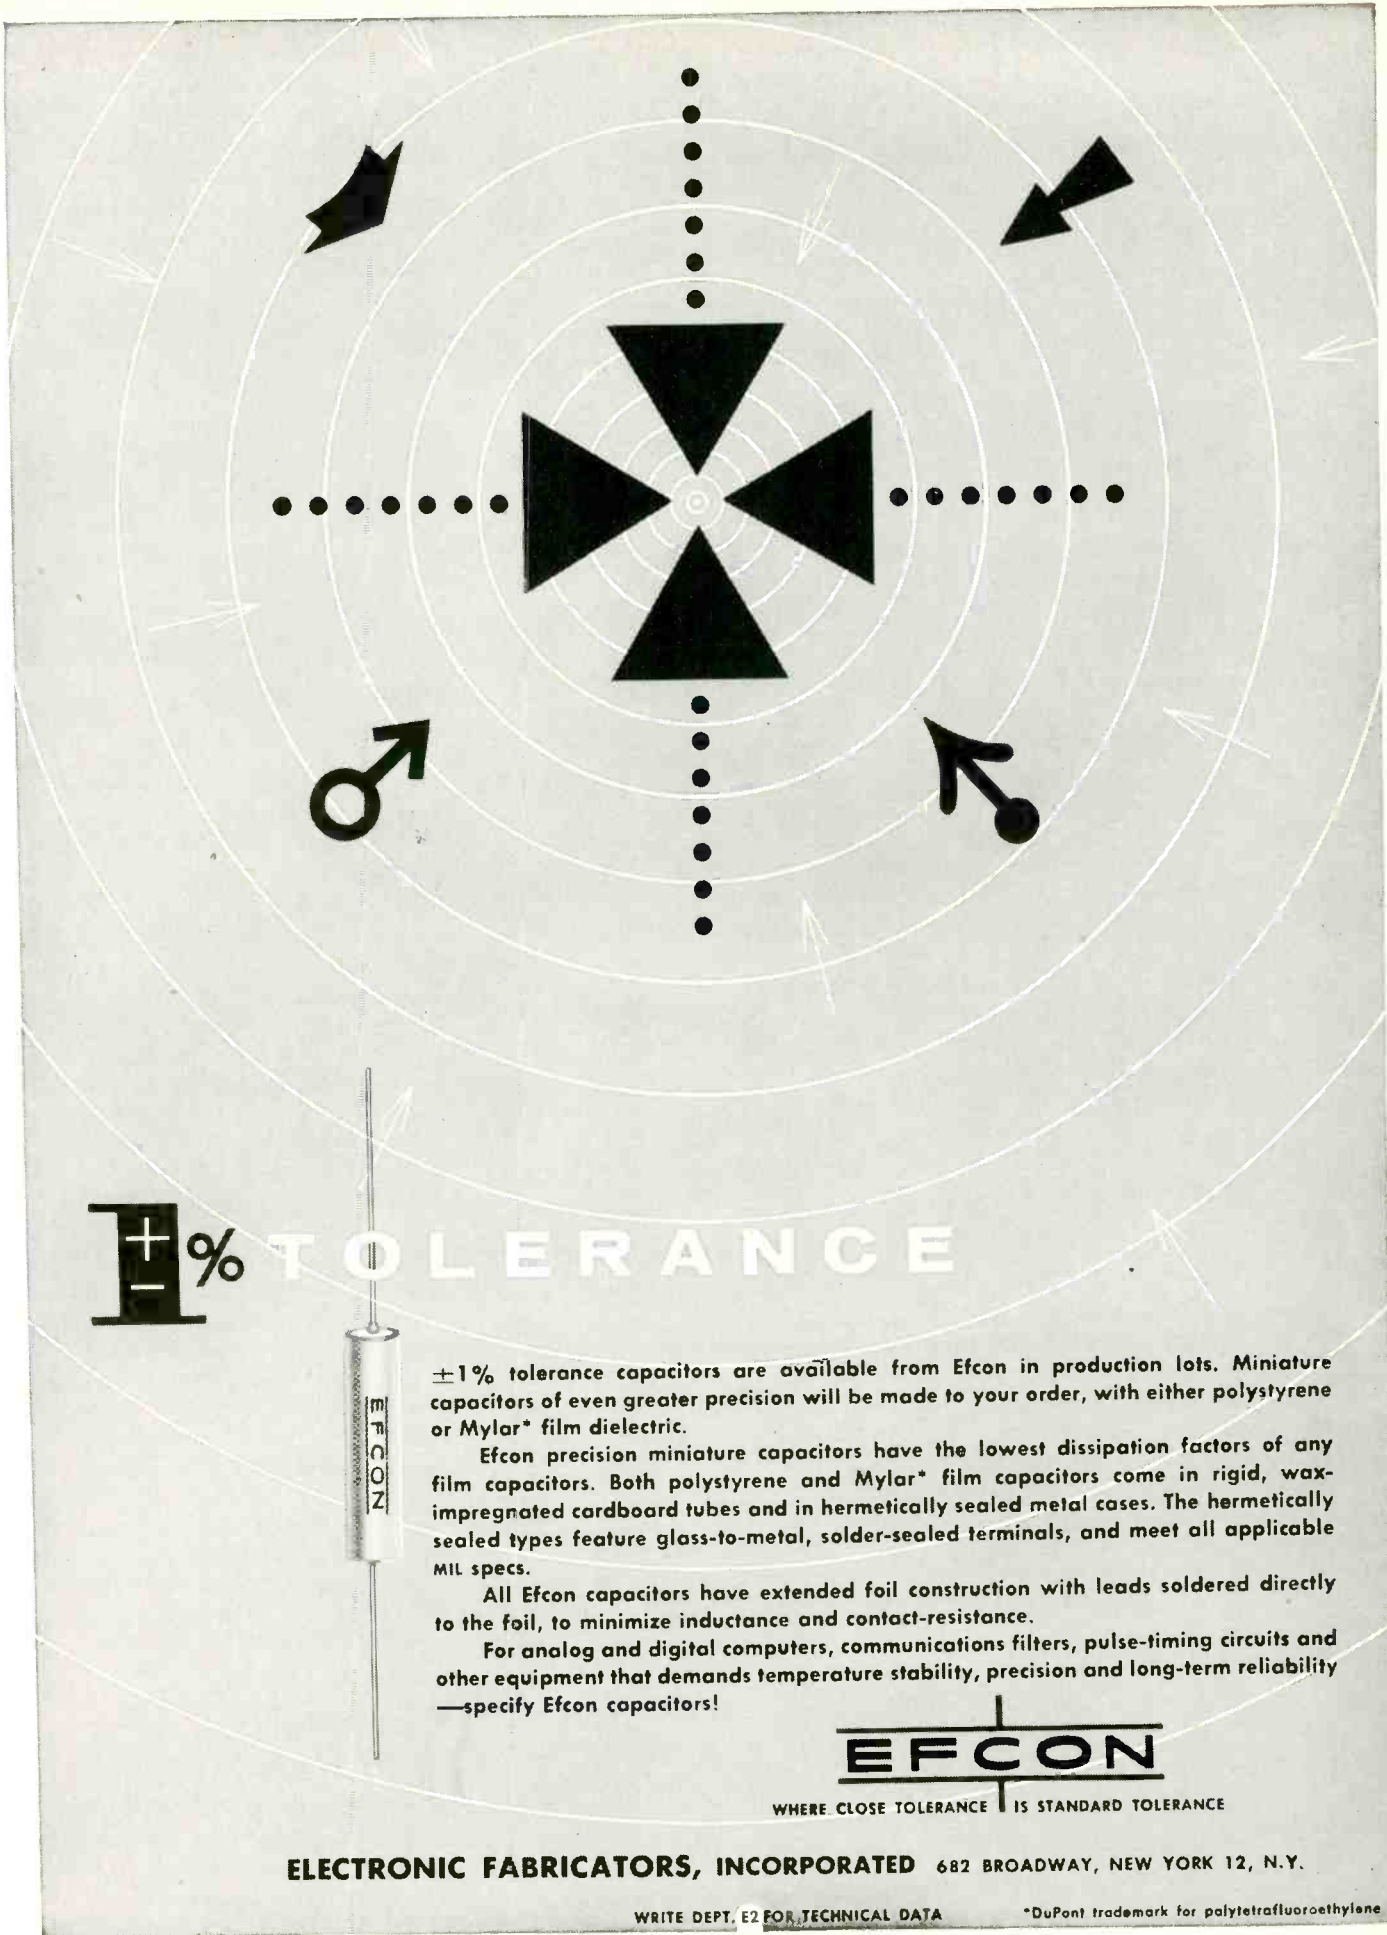 1 + - % TOLERANCE
EFCON
±1% tolerance capacitors are available from Efcon in production lots. Miniature
capacitors of even greater precision will be made to your order, with either polystyrene
or Mylar* film dielectric.
Efcon precision miniature capacitors have the lowest dissipation factors of any
film capacitors. Both polystyrene and Mylar* film capacitors come in rigid, wax-
impregnated cardboard tubes and in hermetically sealed metal cases. The hermetically
sealed types feature glass-to-metal, solder-sealed terminals, and meet all applicable
MIL specs.
All Efcon capacitors have extended foil construction with leads soldered directly
to the foil, to minimize inductance and contact-resistance.
For analog and digital computers, communications filters, pulse-timing circuits and
other equipment that demands temperature stability, precision and long-term reliability
—specify Efcon capacitors!
EFCON
WHERE CLOSE TOLERANCE IS STANDARD TOLERANCE
ELECTRONIC FABRICATORS, INCORPORATED 682 BROADWAY, NEW YORK 12, N.Y.
WRITE DEPT. E2 FOR TECHNICAL DATA
*DuPont trademark for polytetrafluoroethylene